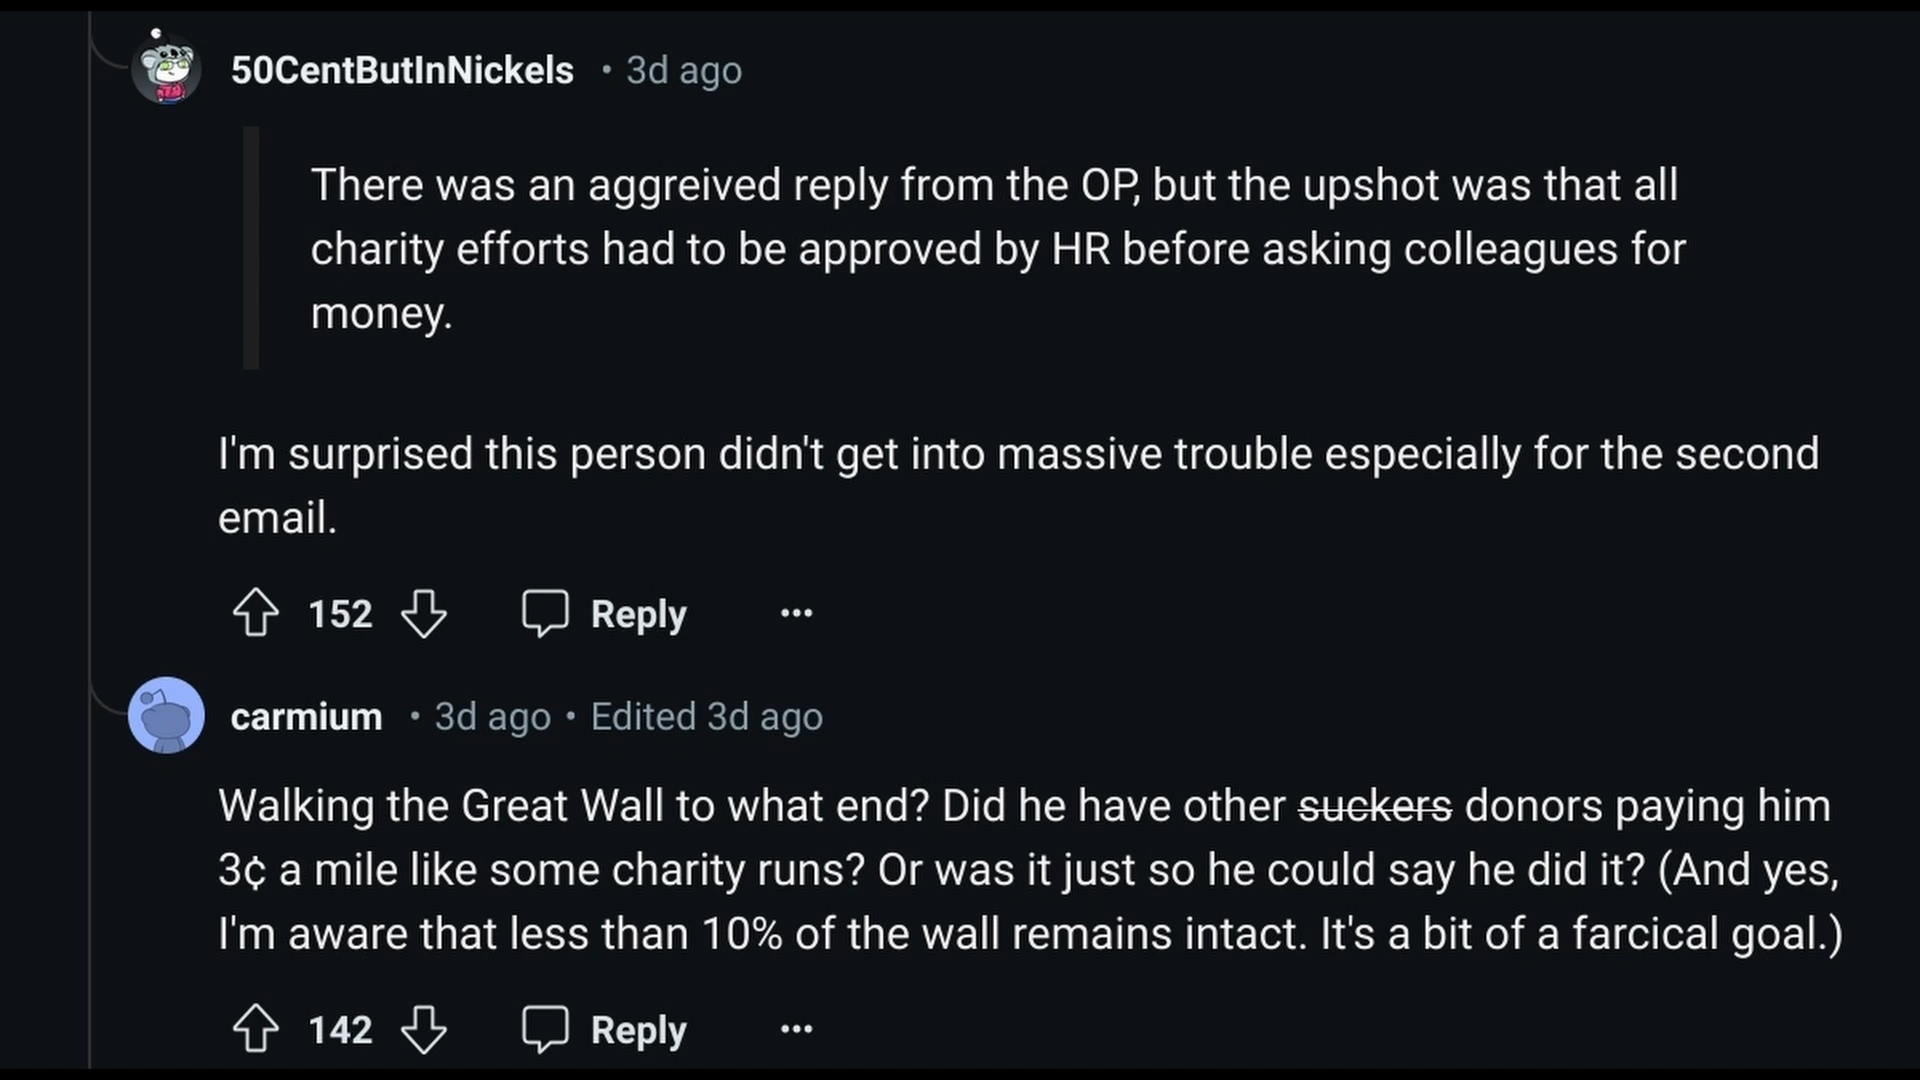 50CentButInNickels • 3d ago
There was an aggreived reply from the OP, but the upshot was that all
charity efforts had to be approved by HR before asking colleagues for
money.
I'm surprised this person didn't get into massive trouble especially for the second
email.
152 Reply ...
carmium • 3d ago • Edited 3d ago
Walking the Great Wall to what end? Did he have other suckers donors paying him
3¢ a mile like some charity runs? Or was it just so he could say he did it? (And yes,
I'm aware that less than 10% of the wall remains intact. It's a bit of a farcical goal.)
142 Reply ...